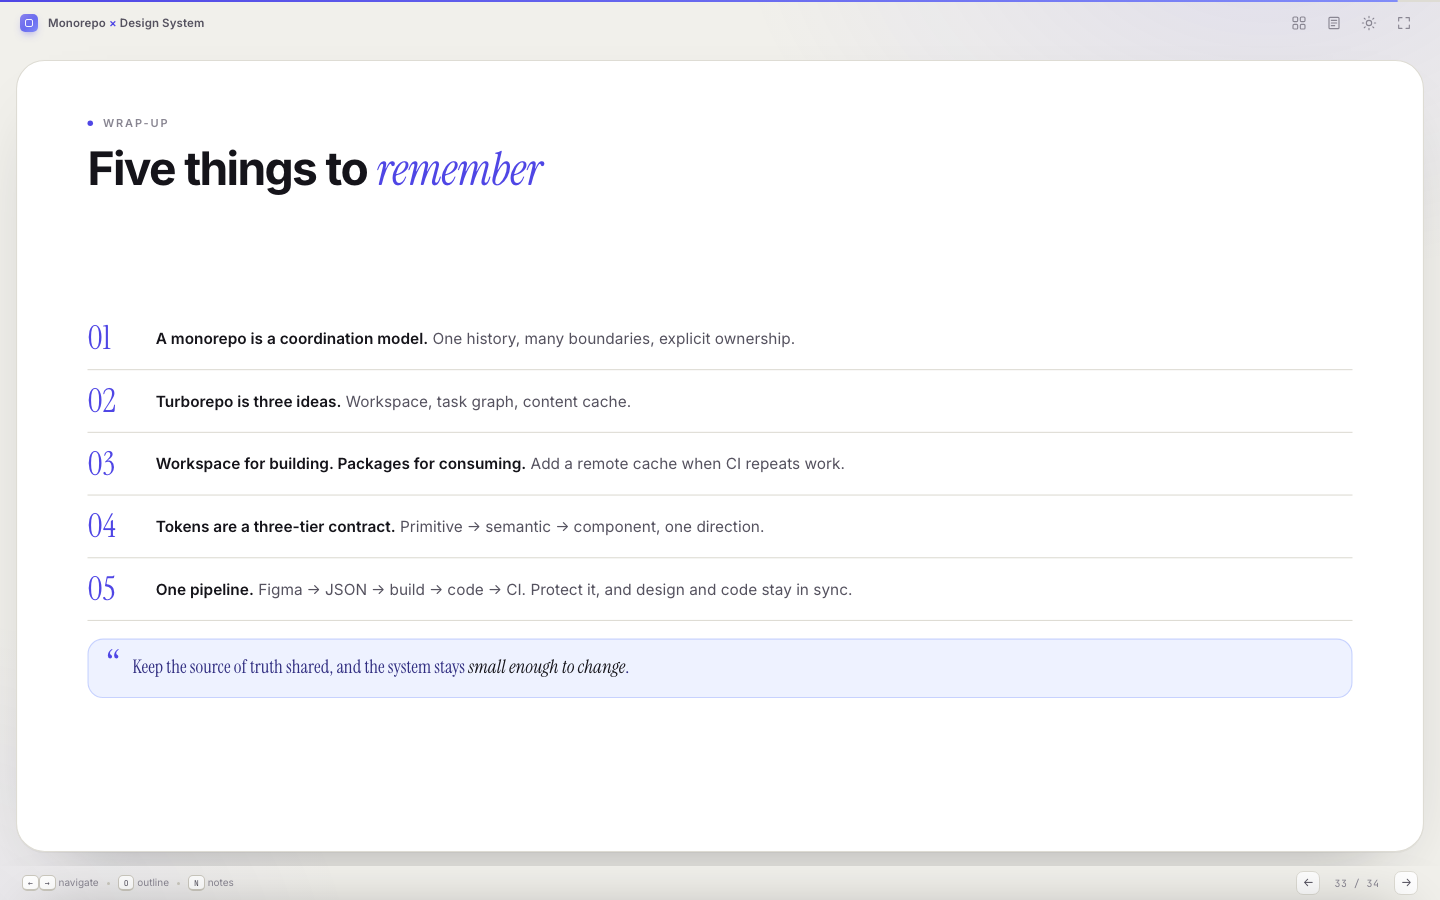 Monorepo × Design System
WRAP-UP
Five things to remember
01 A monorepo is a coordination model. One history, many boundaries, explicit ownership.
02 Turborepo is three ideas. Workspace, task graph, content cache.
03 Workspace for building. Packages for consuming. Add a remote cache when CI repeats work.
04 Tokens are a three-tier contract. Primitive → semantic → component, one direction.
05 One pipeline. Figma → JSON → build → code → CI. Protect it, and design and code stay in sync.
“ Keep the source of truth shared, and the system stays small enough to change.
← → navigate • O outline • N notes
← 33 / 34 →